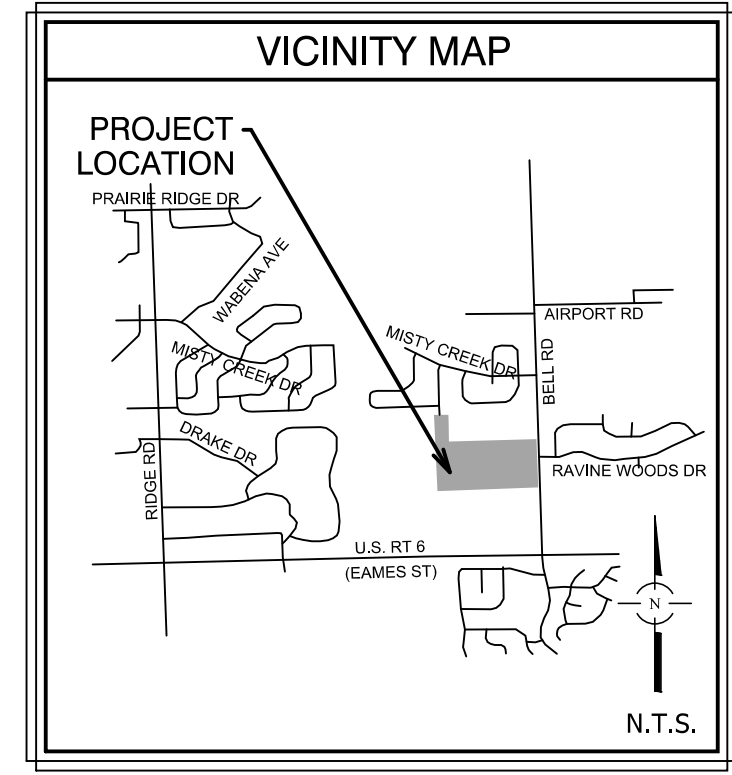 VICINITY MAP
PROJECT
LOCATION
PRAIRIE RIDGE DR
WABENA AVE
AIRPORT RD
MISTY CREEK DR
MISTY CREEK DR
BELL RD
DRAKE DR
RIDGE RD
RAVINE WOODS DR
U.S. RT 6
(EAMES ST)
N
N.T.S.